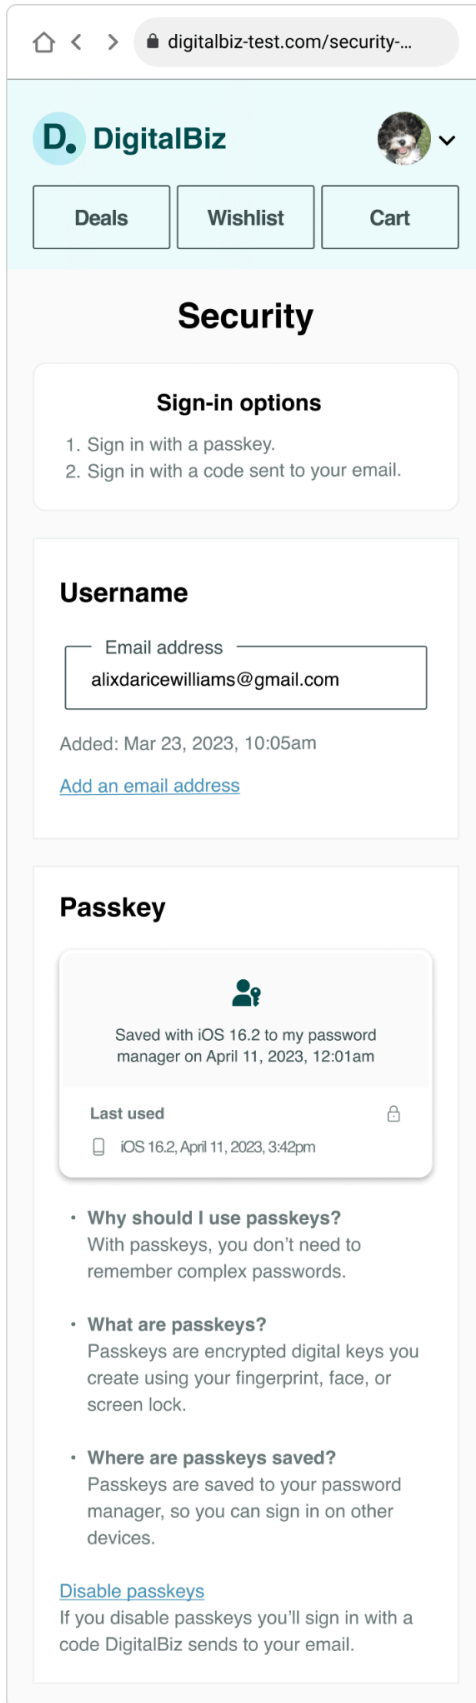 digitalbiz-test.com/security-...
D. DigitalBiz
Deals Wishlist Cart
Security
Sign-in options
1. Sign in with a passkey.
2. Sign in with a code sent to your email.
Username
Email address
alixdaricewilliams@gmail.com
Added: Mar 23, 2023, 10:05am
Add an email address
Passkey
Saved with iOS 16.2 to my password
manager on April 11, 2023, 12:01am
Last used
iOS 16.2, April 11, 2023, 3:42pm
• Why should I use passkeys?
With passkeys, you don’t need to
remember complex passwords.
• What are passkeys?
Passkeys are encrypted digital keys you
create using your fingerprint, face, or
screen lock.
• Where are passkeys saved?
Passkeys are saved to your password
manager, so you can sign in on other
devices.
Disable passkeys
If you disable passkeys you’ll sign in with a
code DigitalBiz sends to your email.